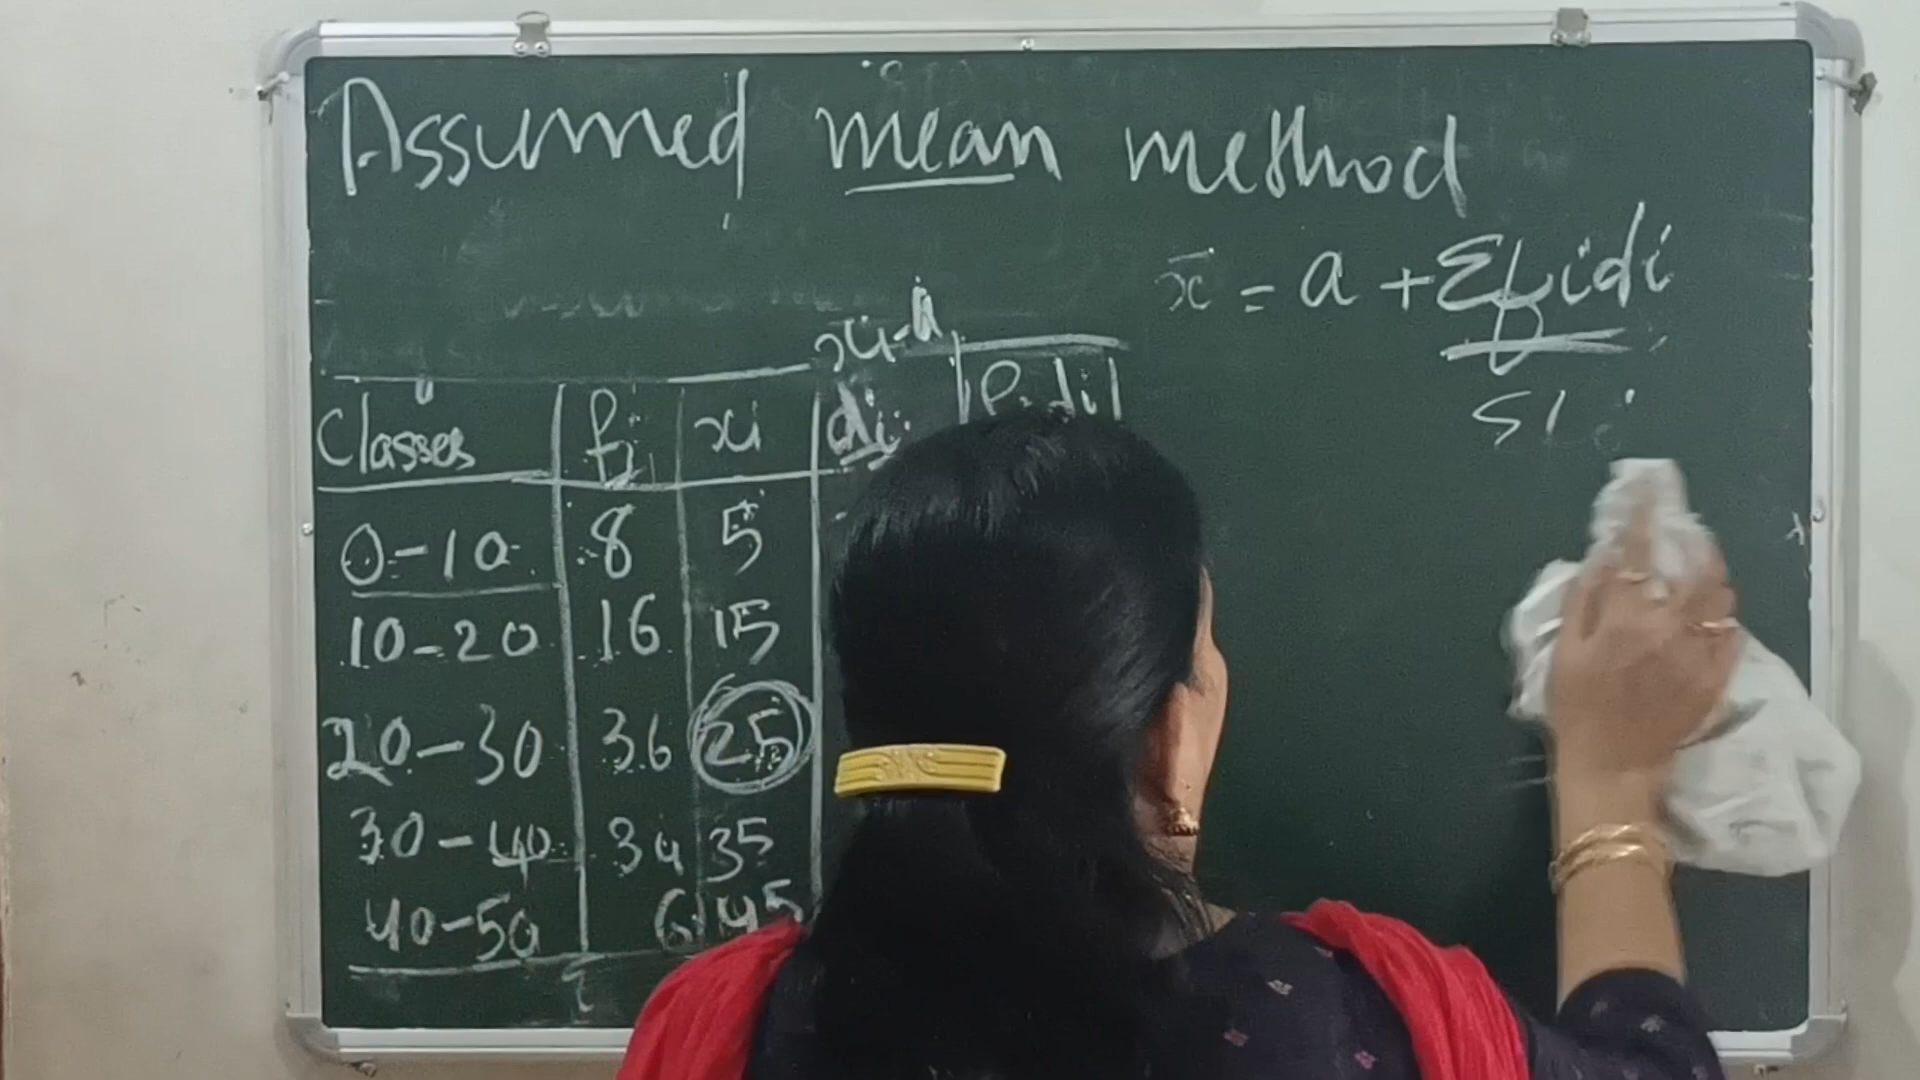 Assumed mean method
x̄ = a + Σfidi
xi-a
Classes fi xi di fidi
0-10 8 5
10-20 16 15
20-30 36 25
30-40 34 35
40-50 6 45